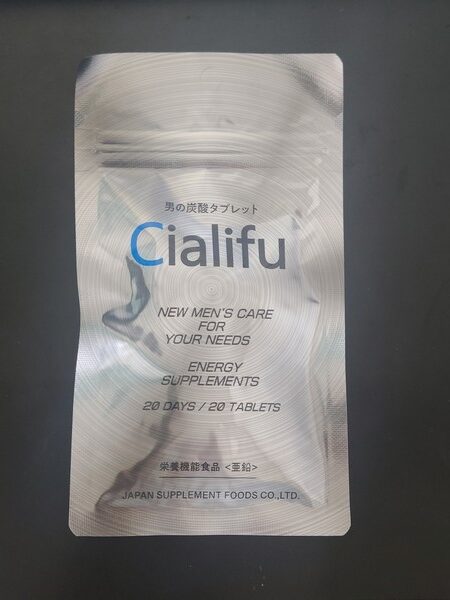 男の炭酸タブレット
Cialifu
NEW MEN'S CARE
FOR
YOUR NEEDS
ENERGY
SUPPLEMENTS
20 DAYS / 20 TABLETS
栄養機能食品 <亜鉛>
JAPAN SUPPLEMENT FOODS CO.,LTD.